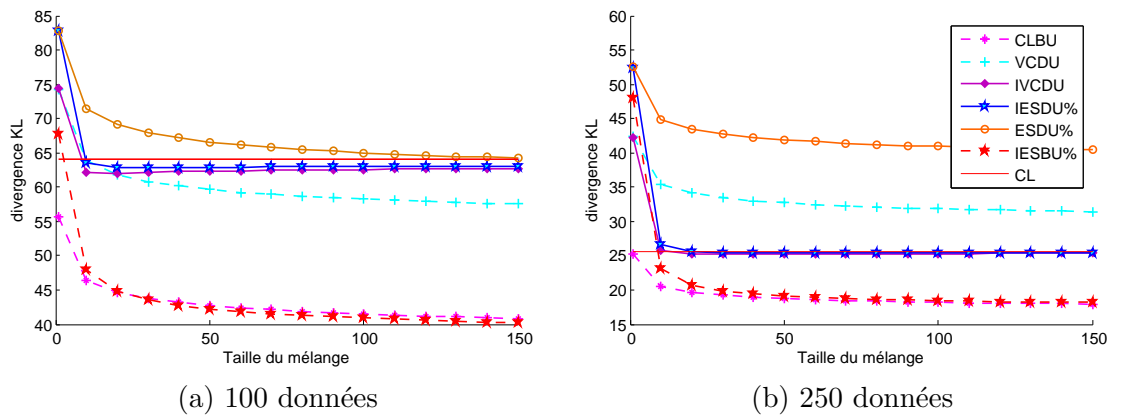 85
80
75
70
65
60
55
50
45
40
divergence KL
0
50
100
150
Taille du mélange
(a) 100 données
60
55
50
45
40
35
30
25
20
15
divergence KL
0
50
100
150
Taille du mélange
CLBU
VCDU
IVCDU
IESDU%
ESDU%
IESBU%
CL
(b) 250 données